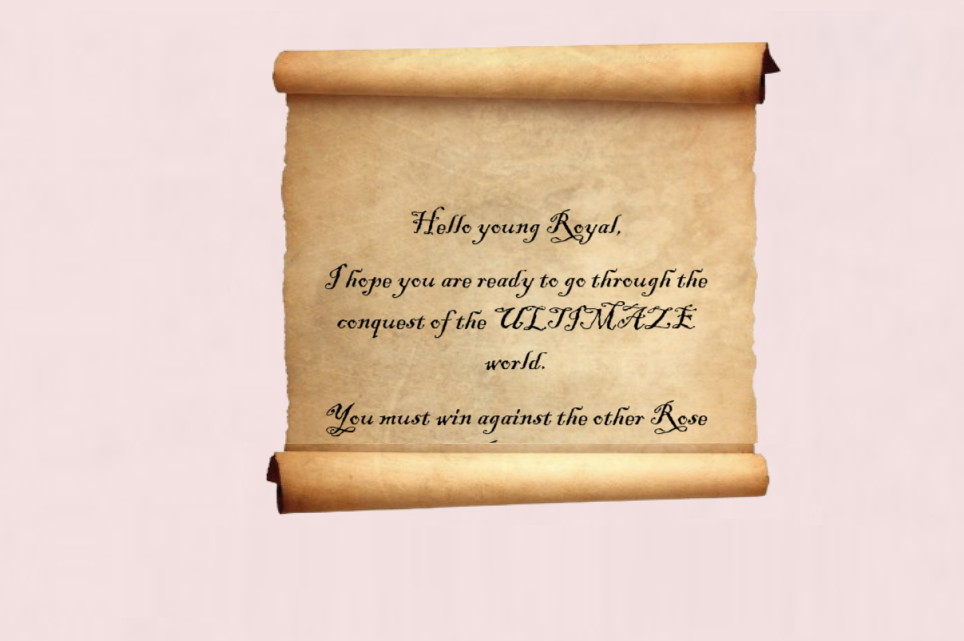 Hello young Royal,
I hope you are ready to go through the
conquest of the ULTIMAZE
world.
You must win against the other Rose